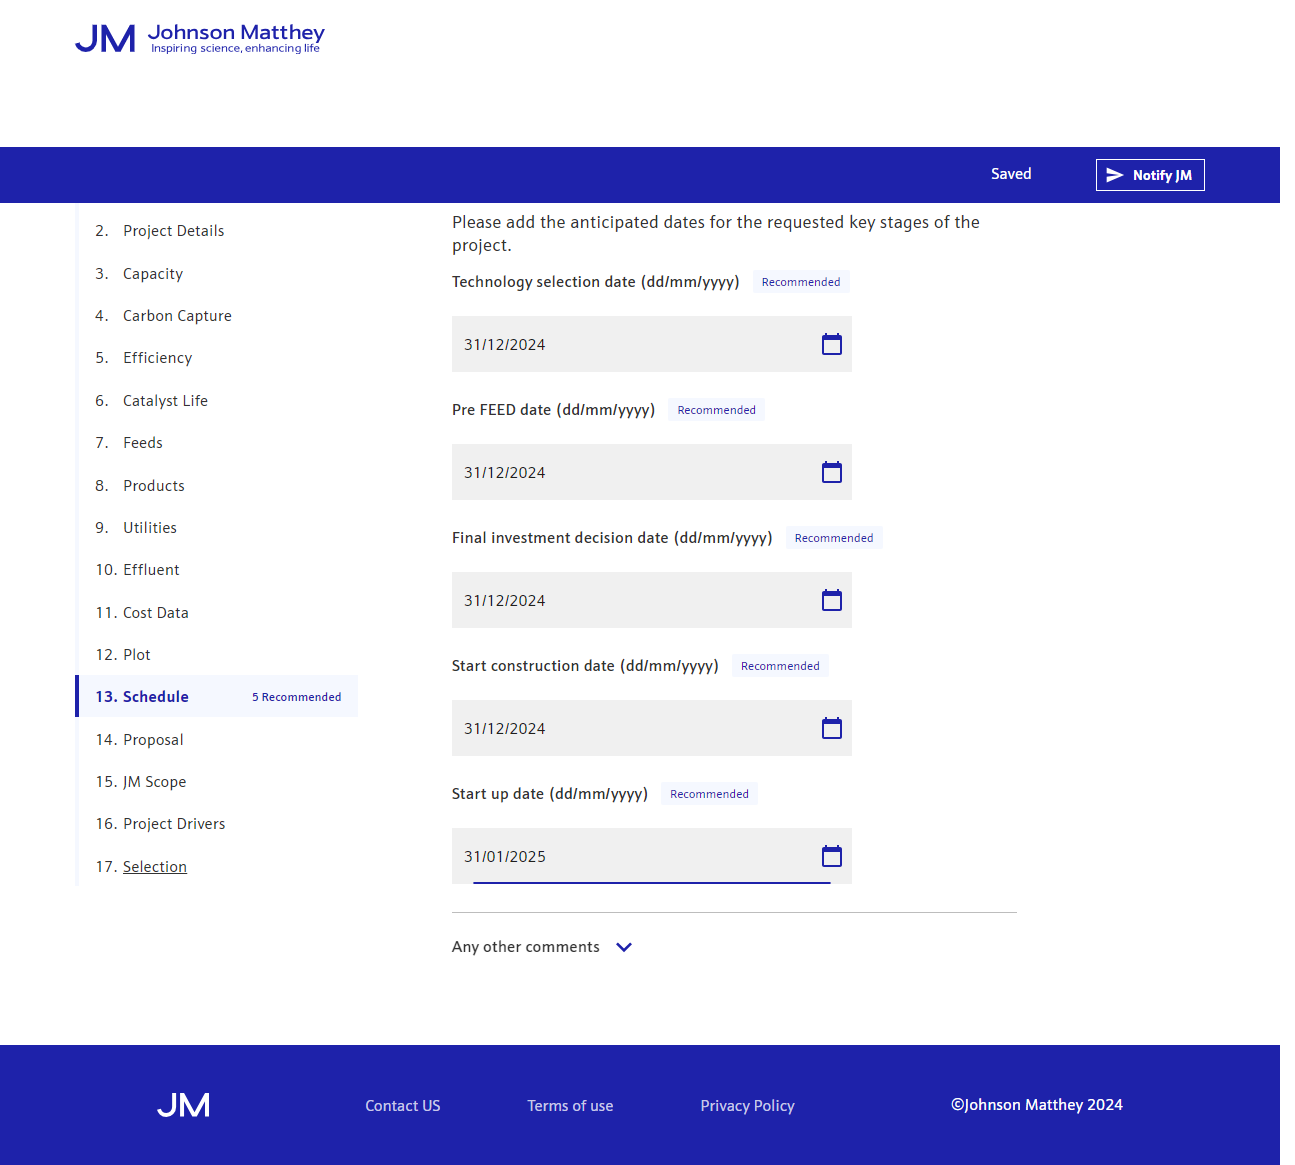 JM Johnson Matthey
Inspiring science, enhancing life
Saved
Notify JM
2. Project Details
3. Capacity
4. Carbon Capture
5. Efficiency
6. Catalyst Life
7. Feeds
8. Products
9. Utilities
10. Effluent
11. Cost Data
12. Plot
13. Schedule 5 Recommended
14. Proposal
15. JM Scope
16. Project Drivers
17. Selection
Please add the anticipated dates for the requested key stages of the
project.
Technology selection date (dd/mm/yyyy) Recommended
31/12/2024
Pre FEED date (dd/mm/yyyy) Recommended
31/12/2024
Final investment decision date (dd/mm/yyyy) Recommended
31/12/2024
Start construction date (dd/mm/yyyy) Recommended
31/12/2024
Start up date (dd/mm/yyyy) Recommended
31/01/2025
Any other comments
JM
Contact US
Terms of use
Privacy Policy
©Johnson Matthey 2024